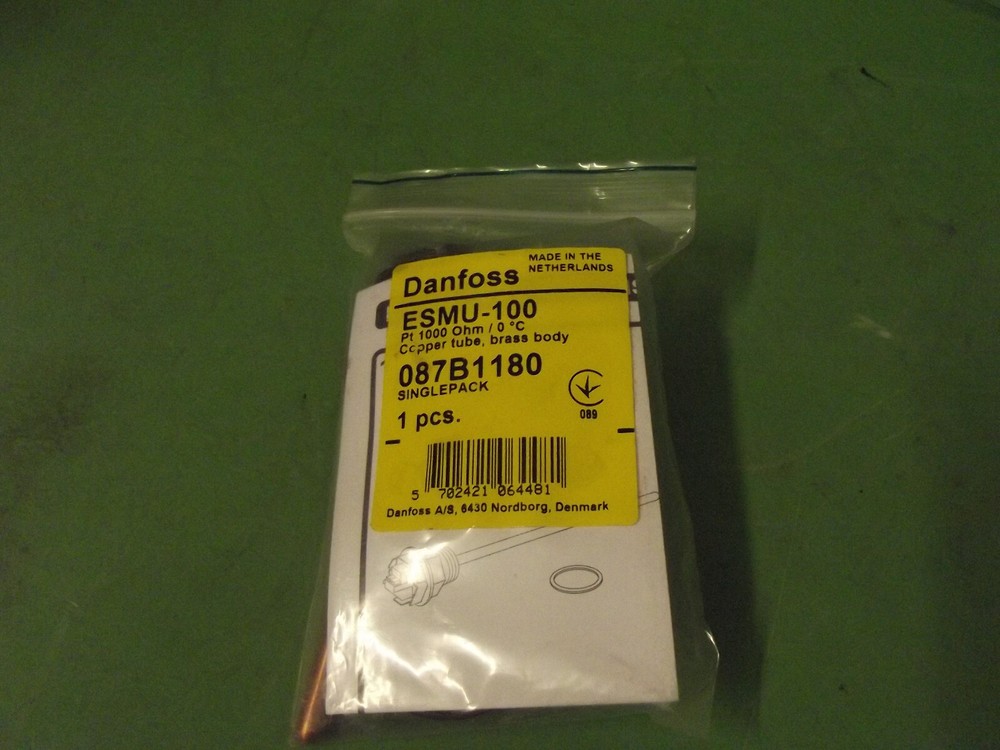 Danfoss
MADE IN THE
NETHERLANDS
ESMU-100
Pt 1000 Ohm / 0 °C
Copper tube, brass body
087B1180
SINGLEPACK
1 pcs.
089
5 702421 064481
Danfoss A/S, 6430 Nordborg, Denmark